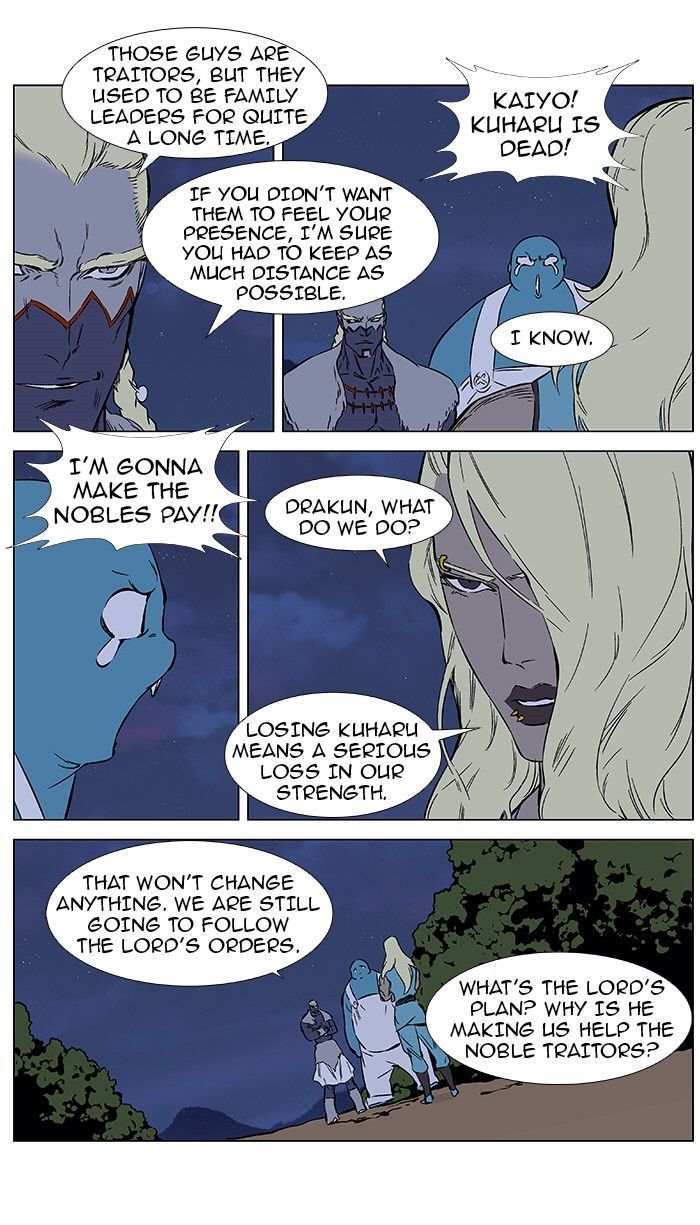 THOSE GUYS ARE
TRAITORS, BUT THEY
USED TO BE FAMILY
LEADERS FOR QUITE
A LONG TIME.
IF YOU DIDN'T WANT
THEM TO FEEL YOUR
PRESENCE, I'M SURE
YOU HAD TO KEEP AS
MUCH DISTANCE AS
POSSIBLE.
KAIYO!
KUHARU IS
DEAD!
I KNOW.
I'M GONNA
MAKE THE
NOBLES PAY!!
DRAKUN, WHAT
DO WE DO?
LOSING KUHARU
MEANS A SERIOUS
LOSS IN OUR
STRENGTH.
THAT WON'T CHANGE
ANYTHING. WE ARE STILL
GOING TO FOLLOW
THE LORD'S ORDERS.
WHAT'S THE LORD'S
PLAN? WHY IS HE
MAKING US HELP THE
NOBLE TRAITORS?